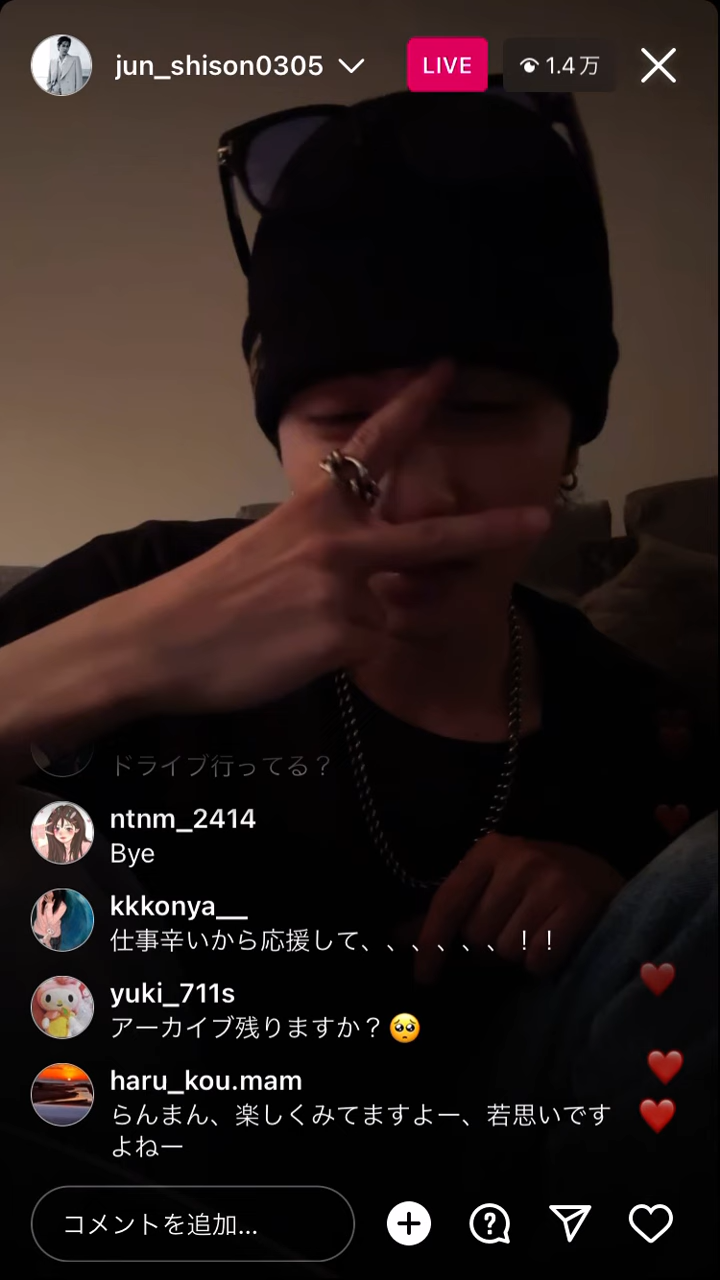 jun_shison0305
LIVE
1.4万
ドライブ行ってる？
ntnm_2414
Bye
kkkonya__
仕事辛いから応援して、、、、、、！！
yuki_711s
アーカイブ残りますか？🥺
haru_kou.mam
らんまん、楽しくみてますよー、若思いです
よねー
コメントを追加...